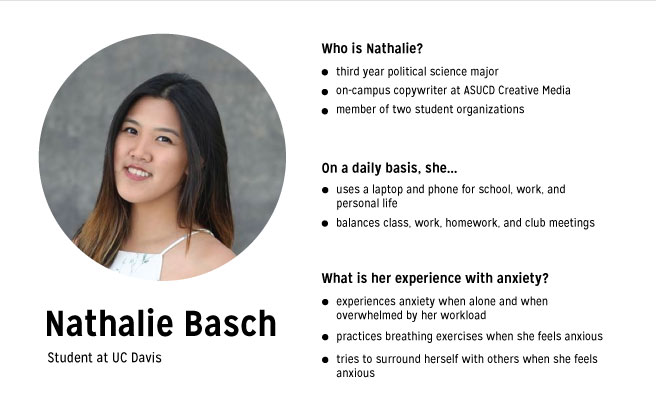 Who is Nathalie?
third year political science major
on-campus copywriter at ASUCD Creative Media
member of two student organizations
On a daily basis, she...
uses a laptop and phone for school, work, and
personal life
balances class, work, homework, and club meetings
What is her experience with anxiety?
experiences anxiety when alone and when
overwhelmed by her workload
practices breathing exercises when she feels anxious
tries to surround herself with others when she feels
anxious
Nathalie Basch
Student at UC Davis